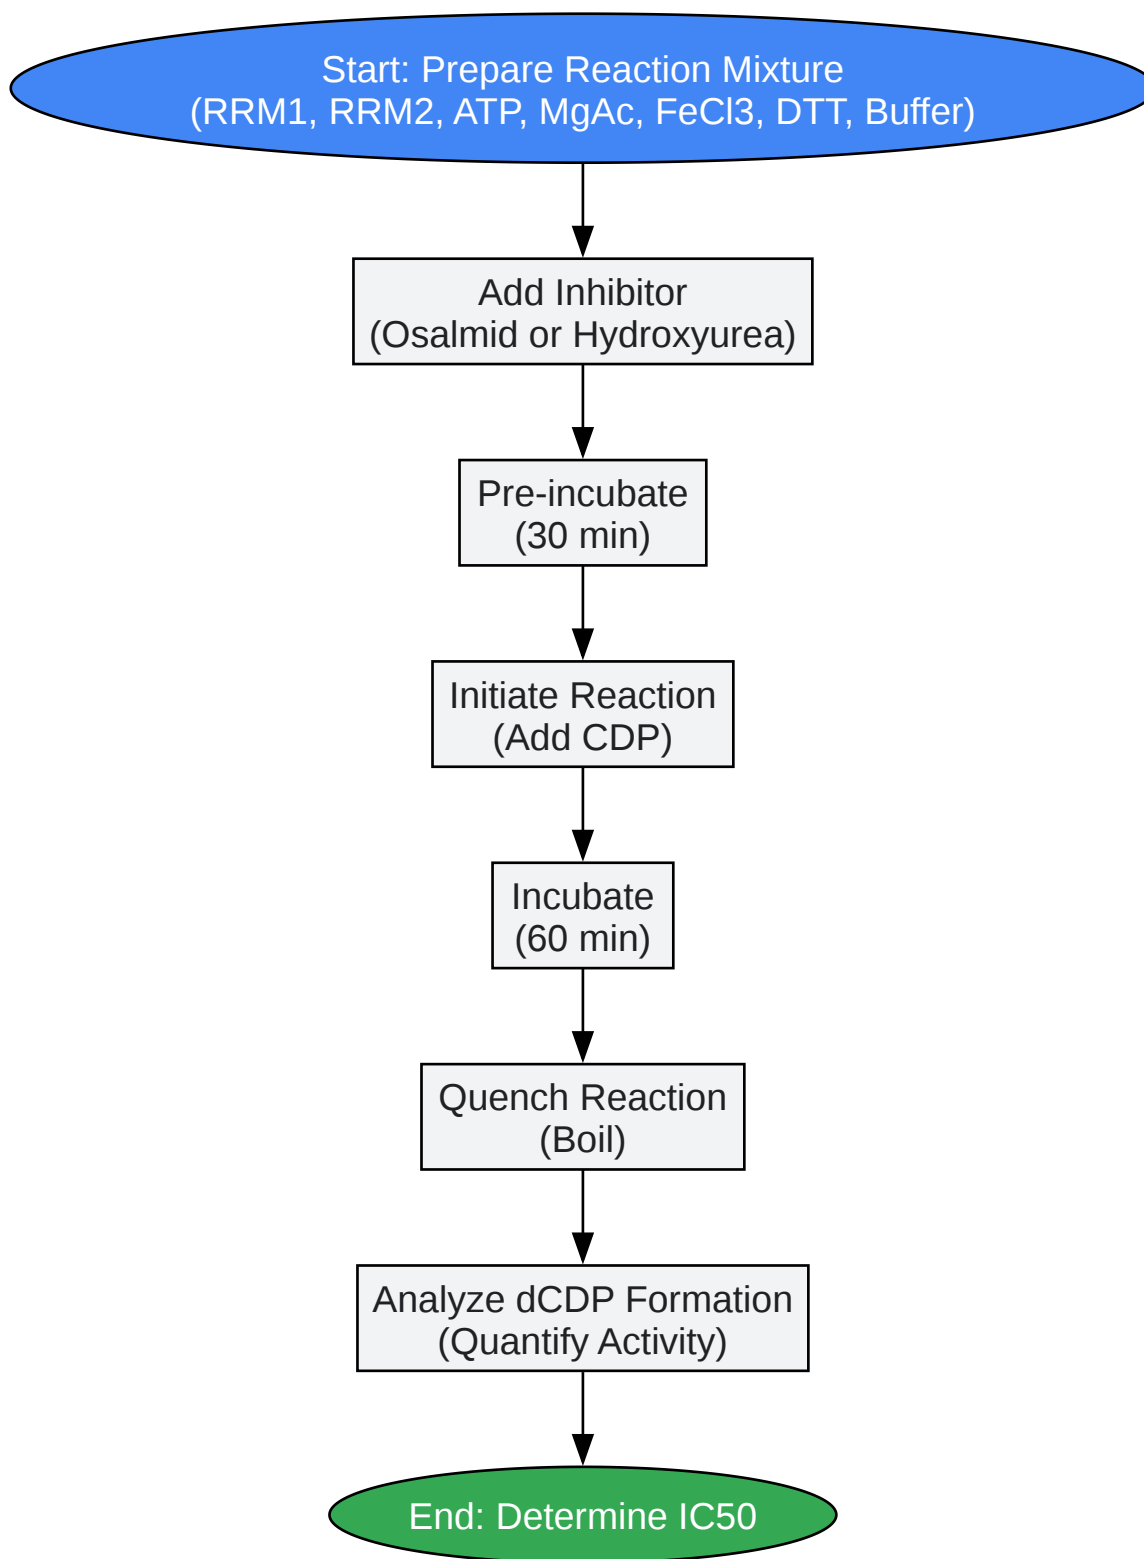 Start: Prepare Reaction Mixture
(RRM1, RRM2, ATP, MgAc, FeCl3, DTT, Buffer)
Add Inhibitor
(Osalmid or Hydroxyurea)
Pre-incubate
(30 min)
Initiate Reaction
(Add CDP)
Incubate
(60 min)
Quench Reaction
(Boil)
Analyze dCDP Formation
(Quantify Activity)
End: Determine IC50